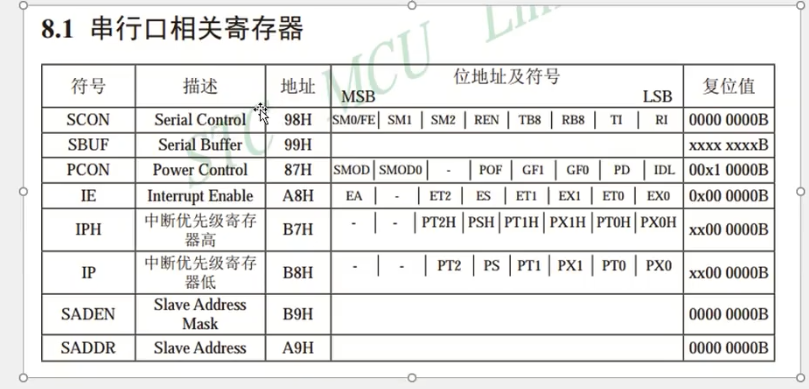 8.1 串行口相关寄存器
符号 描述 地址 位地址及符号 复位值
MSB LSB
SCON Serial Control 98H SM0/FE SM1 SM2 REN TB8 RB8 TI RI 0000 0000B
SBUF Serial Buffer 99H xxxx xxxxB
PCON Power Control 87H SMOD SMOD0 - POF GF1 GF0 PD IDL 00x1 0000B
IE Interrupt Enable A8H EA - ET2 ES ET1 EX1 ET0 EX0 0x00 0000B
IPH 中断优先级寄存器高 B7H - - PT2H PSH PT1H PX1H PT0H PX0H xx00 0000B
IP 中断优先级寄存器低 B8H - - PT2 PS PT1 PX1 PT0 PX0 xx00 0000B
SADEN Slave Address Mask B9H 0000 0000B
SADDR Slave Address A9H 0000 0000B
STC MCU